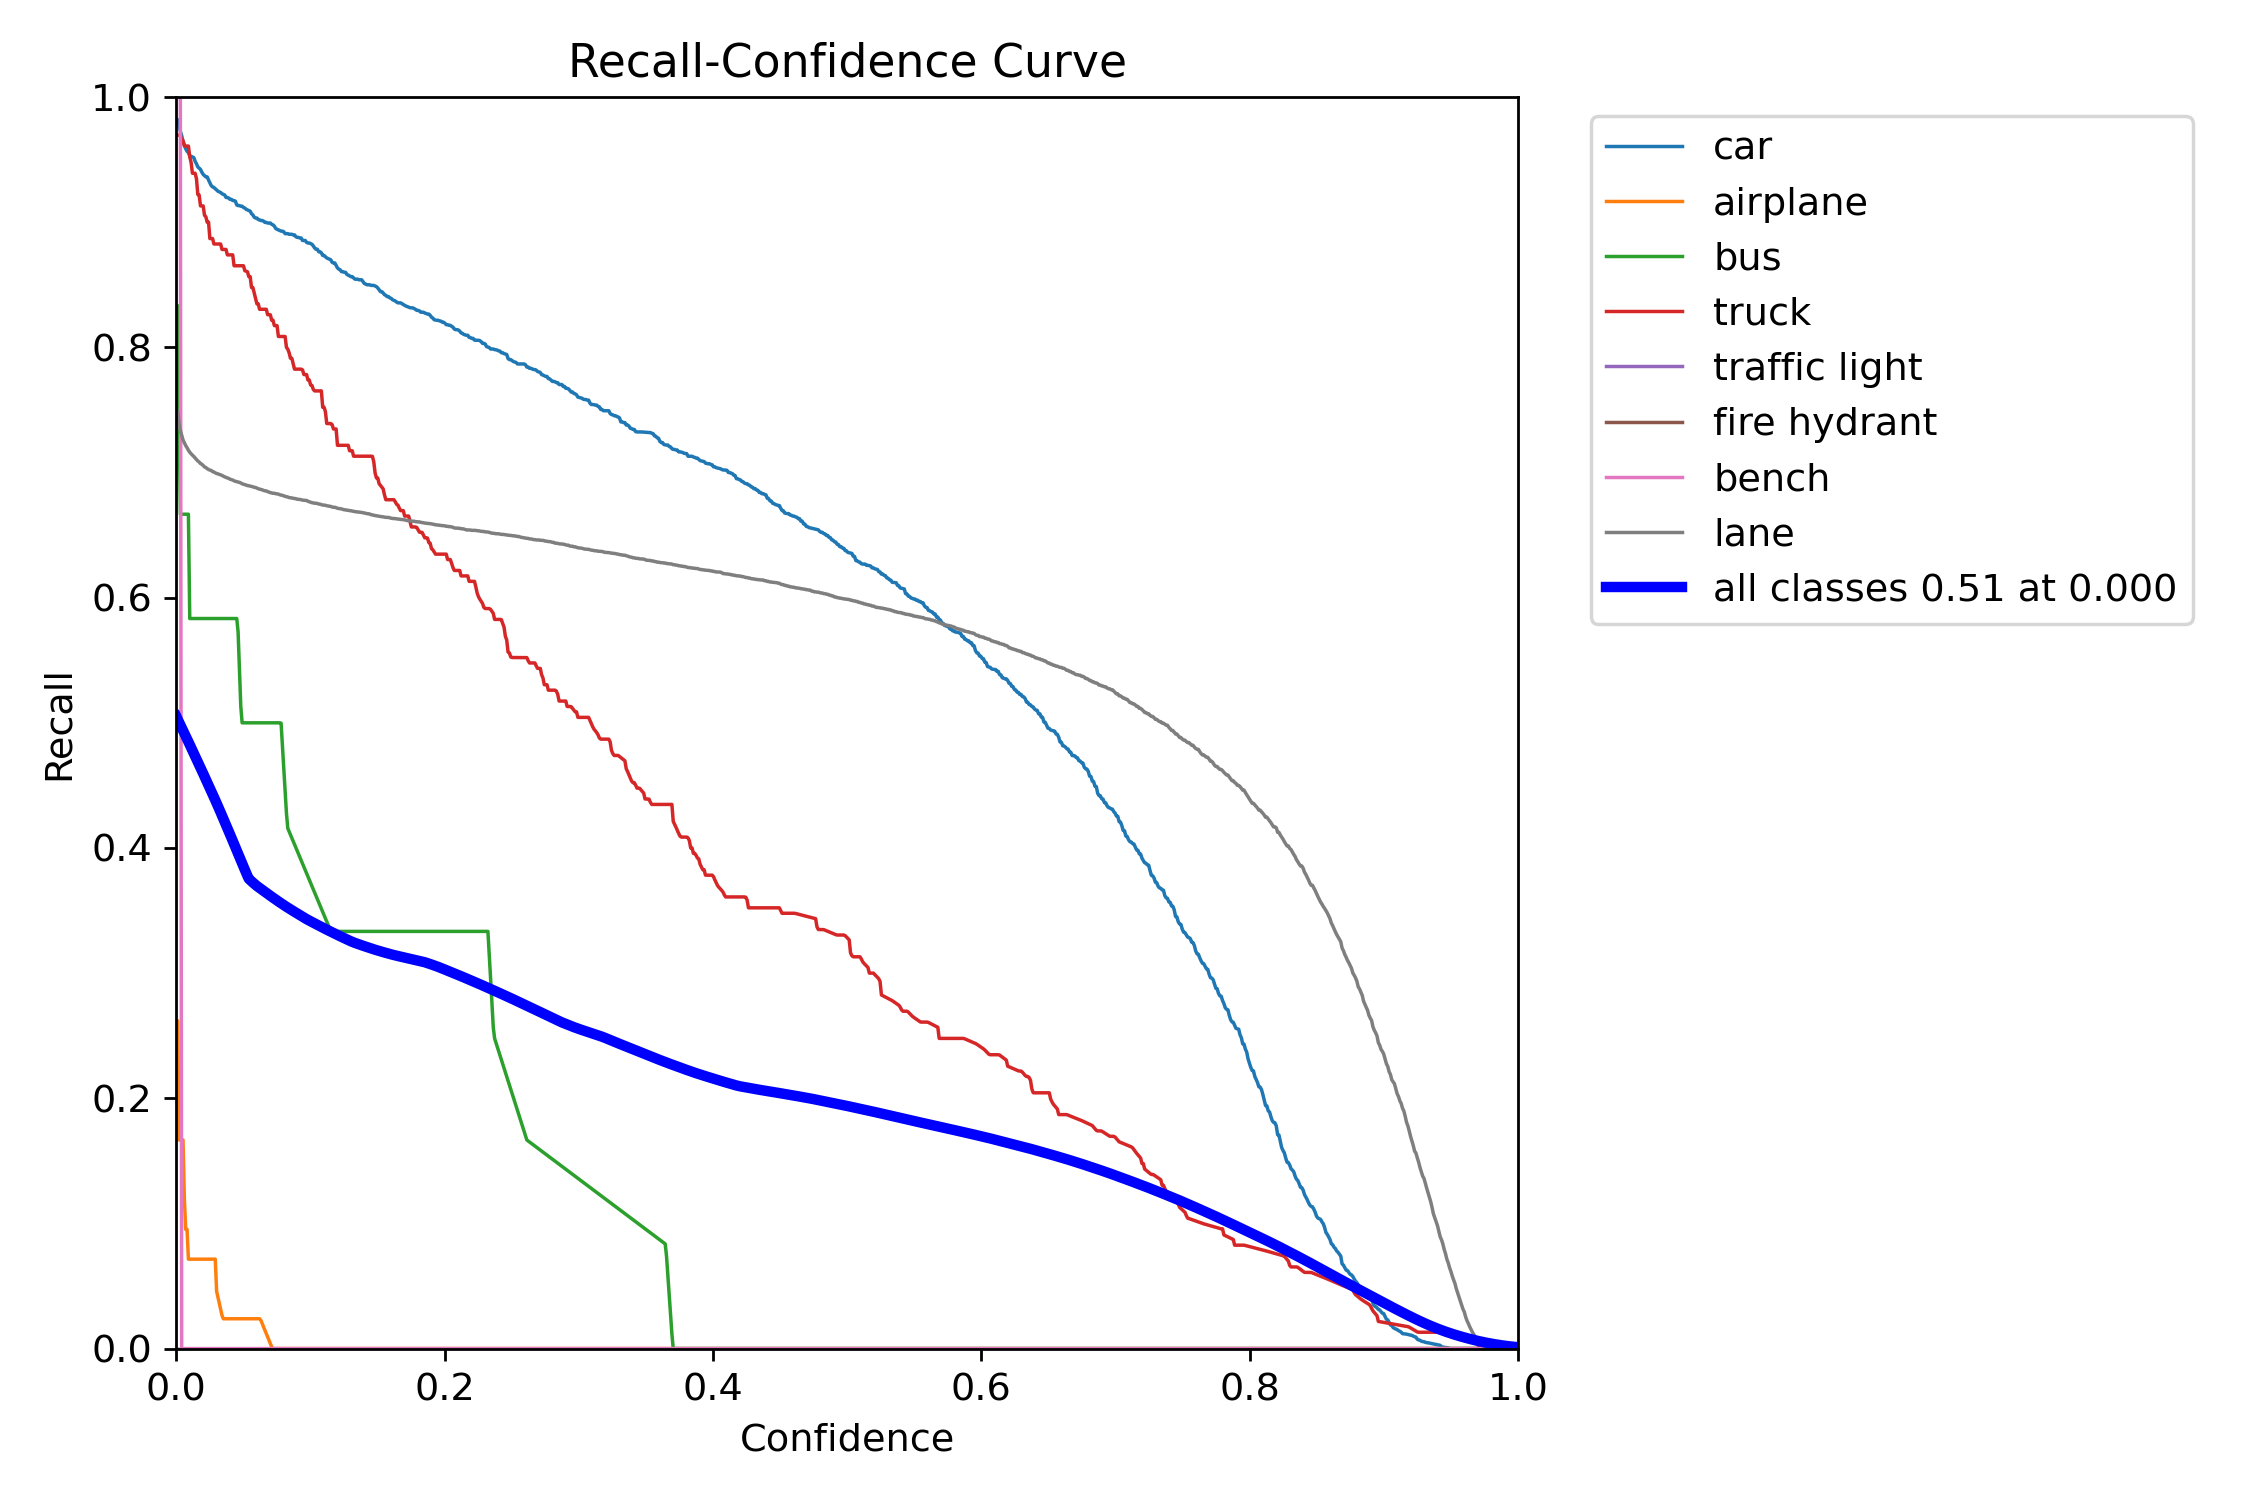 Recall-Confidence Curve
1.0
0.8
0.6
0.4
0.2
0.0
Recall
0.0 0.2 0.4 0.6 0.8 1.0
Confidence
car
airplane
bus
truck
traffic light
fire hydrant
bench
lane
all classes 0.51 at 0.000